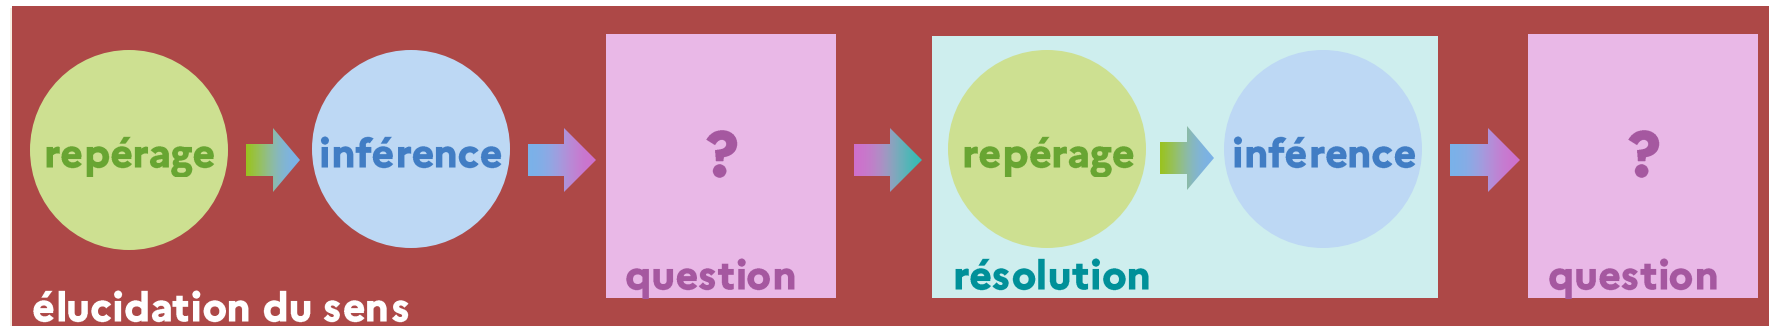 repérage
inférence
?
question
repérage
inférence
résolution
?
question
élucidation du sens